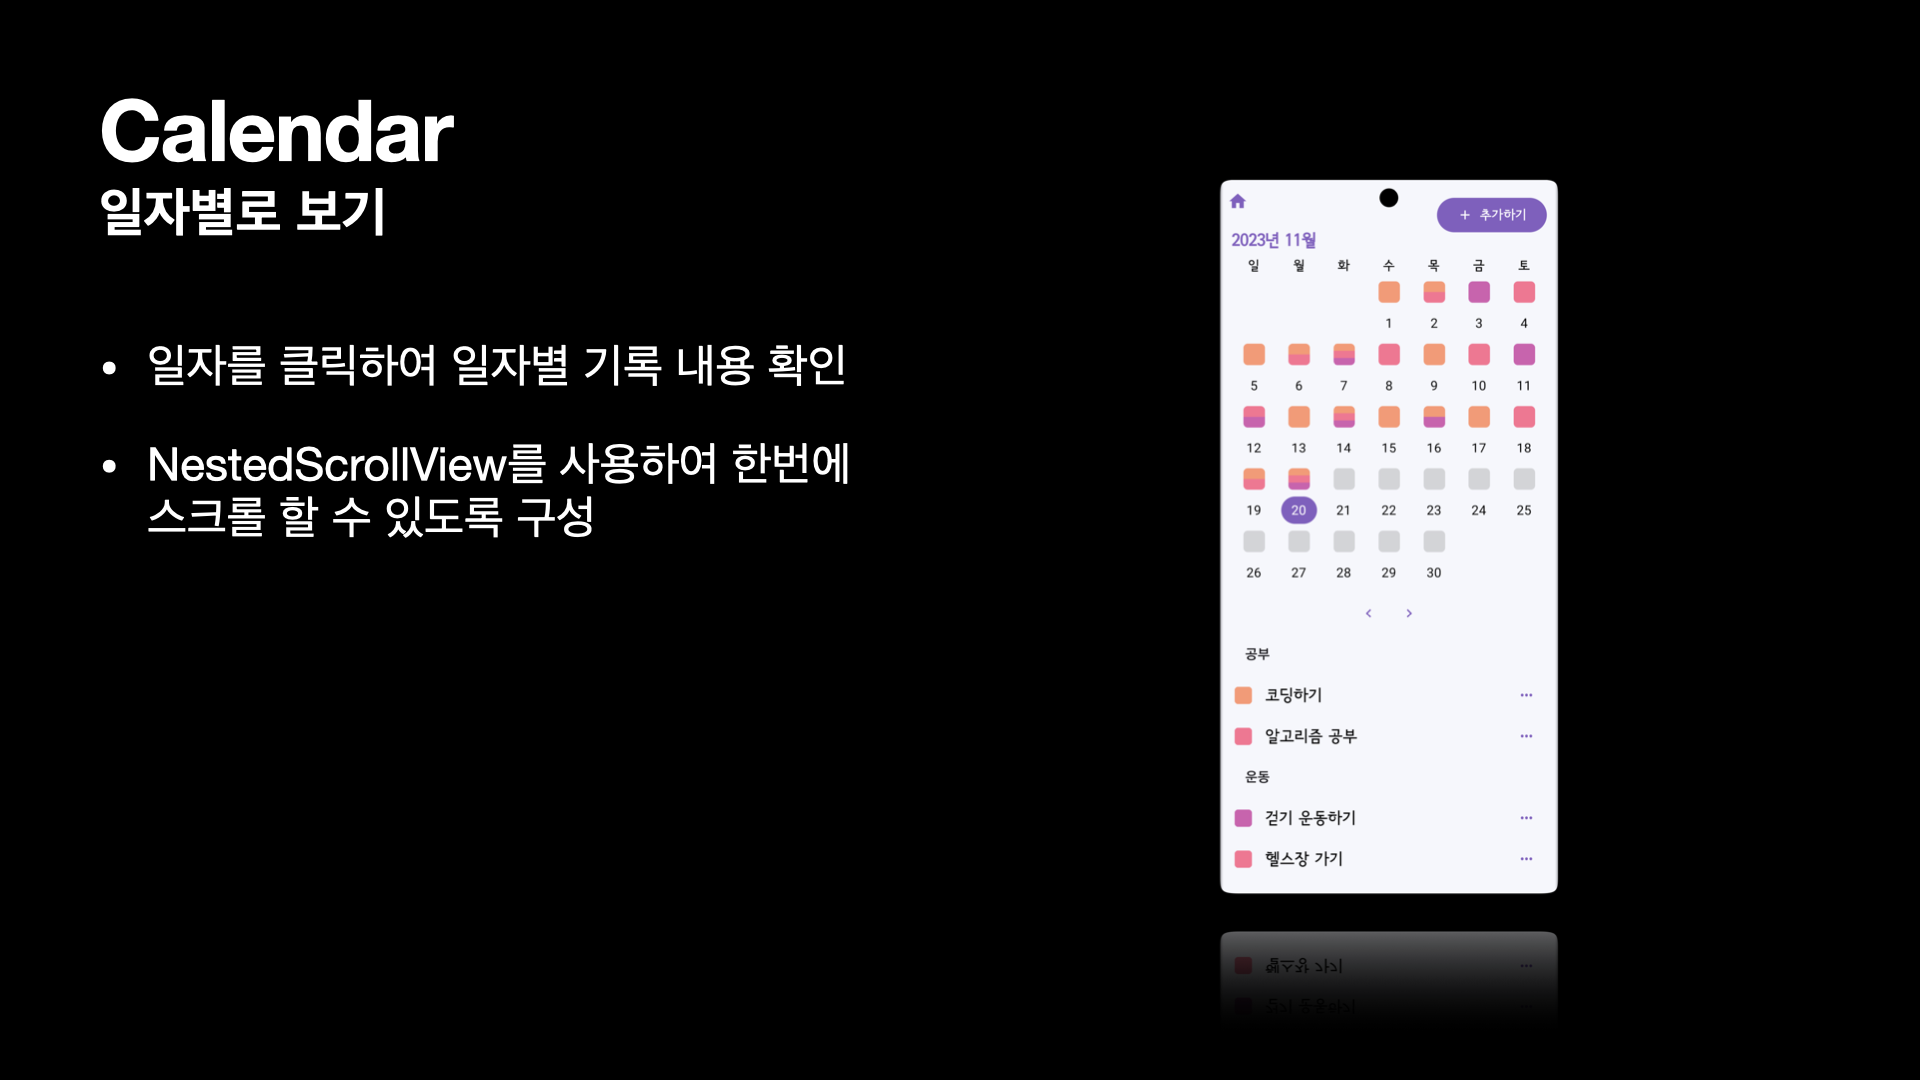 Calendar
일자별로 보기
• 일자를 클릭하여 일자별 기록 내용 확인
• NestedScrollView를 사용하여 한번에
스크롤 할 수 있도록 구성
+ 추가하기
2023년 11월
일 월 화 수 목 금 토
1 2 3 4
5 6 7 8 9 10 11
12 13 14 15 16 17 18
19 20 21 22 23 24 25
26 27 28 29 30
< >
공부
코딩하기 ...
알고리즘 공부 ...
운동
걷기 운동하기 ...
헬스장 가기 ...